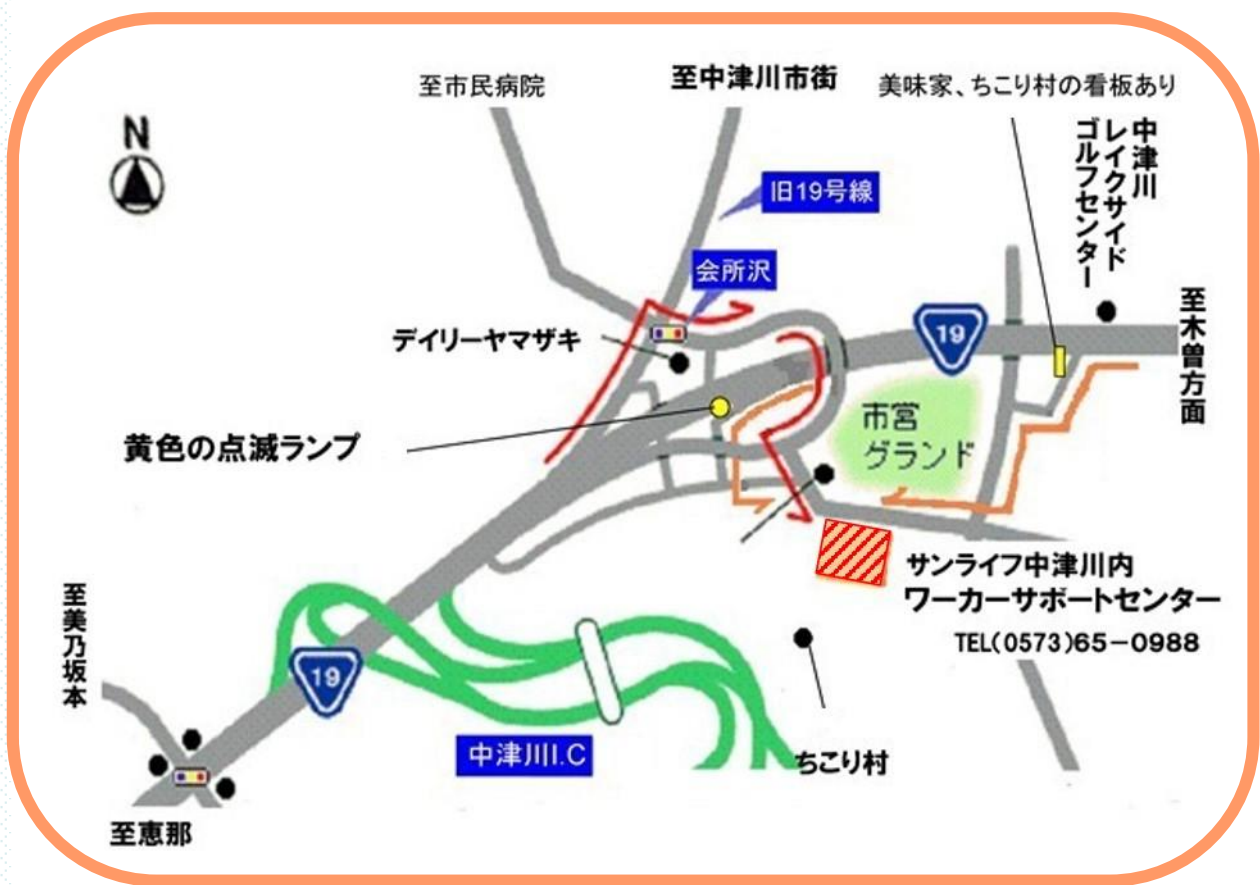 至市民病院
至中津川市街
美味家、ちこり村の看板あり
N
中津川
レイクサイド
ゴルフセンター
旧19号線
会所沢
デイリーヤマザキ
19
至木曽方面
黄色の点滅ランプ
市営
グランド
サンライフ中津川内
ワーカーサポートセンター
TEL(0573)65-0988
至美乃坂本
19
中津川I.C
ちこり村
至恵那